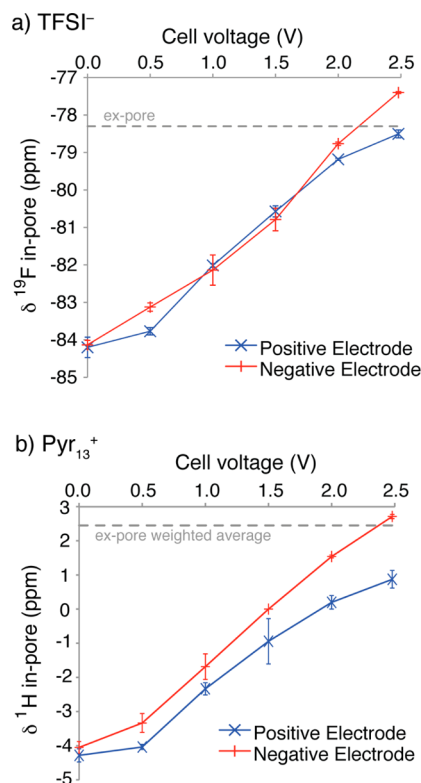 a) TFSI⁻
Cell voltage (V)
0.0 0.5 1.0 1.5 2.0 2.5
-77
-78
-79
-80
-81
-82
-83
-84
-85
ex-pore
δ ¹⁹F in-pore (ppm)
Positive Electrode
Negative Electrode
b) Pyr₁₃⁺
Cell voltage (V)
0.0 0.5 1.0 1.5 2.0 2.5
3
2
1
0
-1
-2
-3
-4
-5
ex-pore weighted average
δ ¹H in-pore (ppm)
Positive Electrode
Negative Electrode